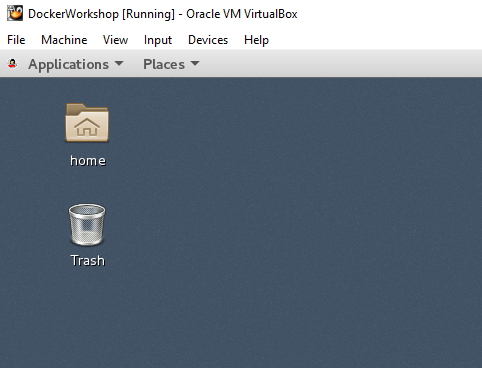 DockerWorkshop [Running] - Oracle VM VirtualBox
File Machine View Input Devices Help
Applications Places
home
Trash